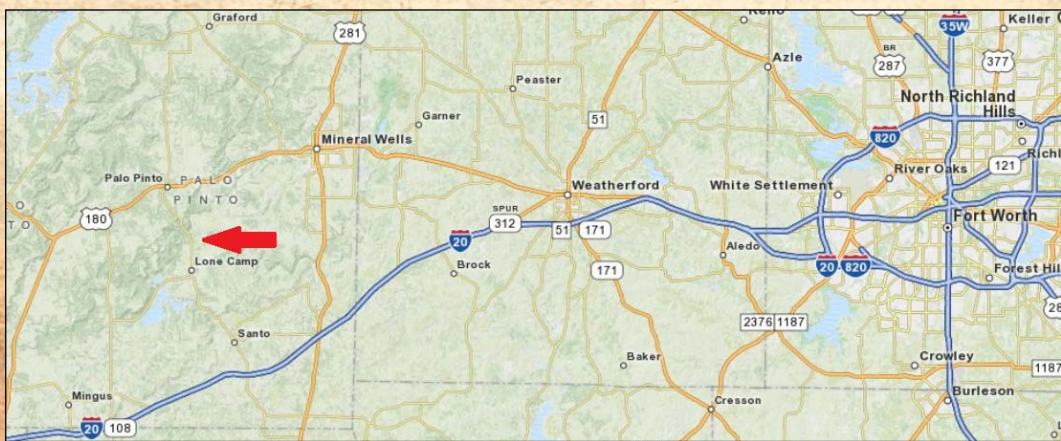 Graford
281
Keller
35W
BR
287
377
Azle
Peaster
North Richland
Hills
Garner
51
820
Mineral Wells
121
River Oaks
Palo Pinto
PALO
PINTO
Weatherford
White Settlement
180
SPUR
312
51
171
Fort Worth
20
Aledo
Lone Camp
Brock
171
20
820
Forest
2376
1187
Santo
Baker
Crowley
1187
Mingus
Cresson
Burleson
20
108